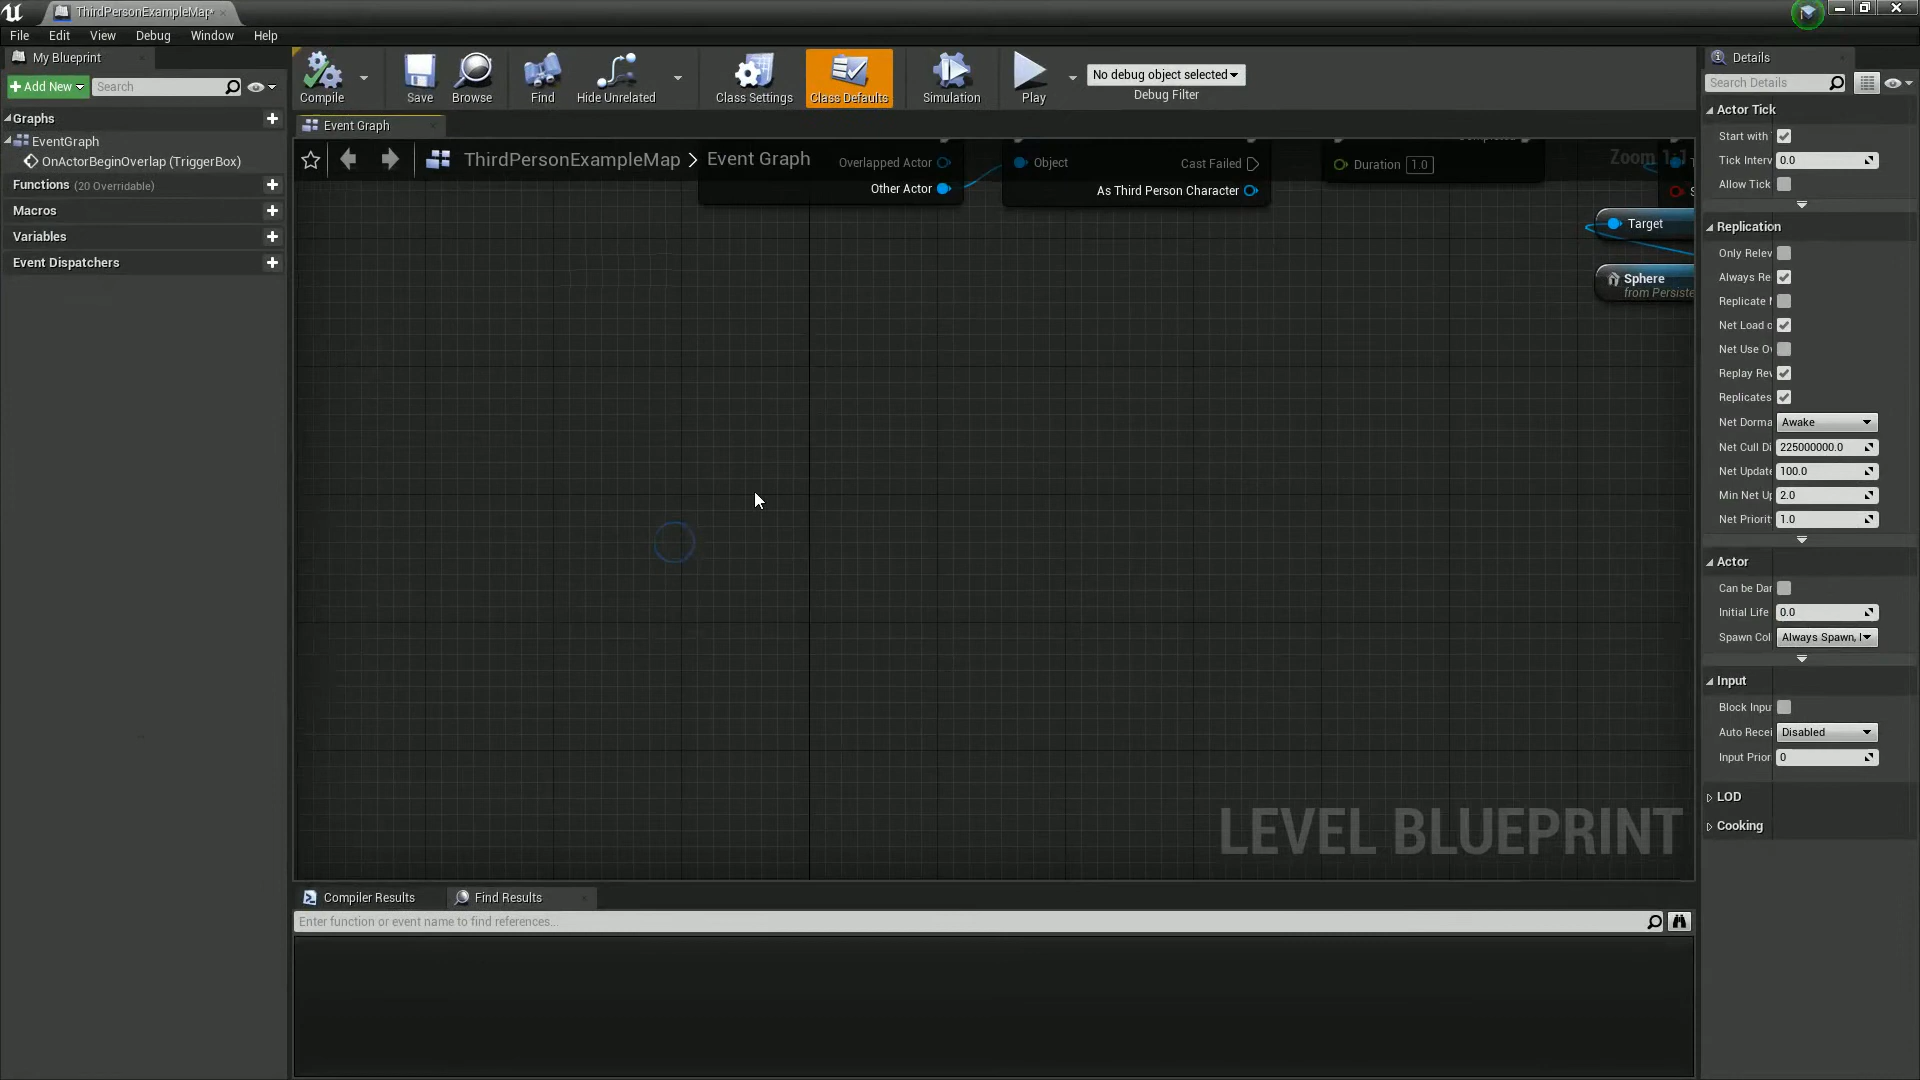 ThirdPersonExampleMap*
File Edit View Debug Window Help
My Blueprint
Add New Search
Graphs
EventGraph
OnActorBeginOverlap (TriggerBox)
Functions (20 Overridable)
Macros
Variables
Event Dispatchers
Compile Save Browse Find Hide Unrelated Class Settings Class Defaults Simulation Play
No debug object selected
Debug Filter
Event Graph
ThirdPersonExampleMap > Event Graph
Zoom 1:1
Overlapped Actor
Other Actor
Object
Cast Failed
As Third Person Character
Duration 1.0
Target
Sphere
from Persiste
LEVEL BLUEPRINT
Compiler Results Find Results
Enter function or event name to find references...
Details
Search Details
Actor Tick
Start with
Tick Interv 0.0
Allow Tick
Replication
Only Relev
Always Re
Replicate
Net Load o
Net Use Ov
Replay Rev
Replicates
Net Dorma Awake
Net Cull Di 225000000.0
Net Update 100.0
Min Net Up 2.0
Net Priorit 1.0
Actor
Can be Dar
Initial Life 0.0
Spawn Col Always Spawn, I
Input
Block Inpu
Auto Recei Disabled
Input Prior 0
LOD
Cooking